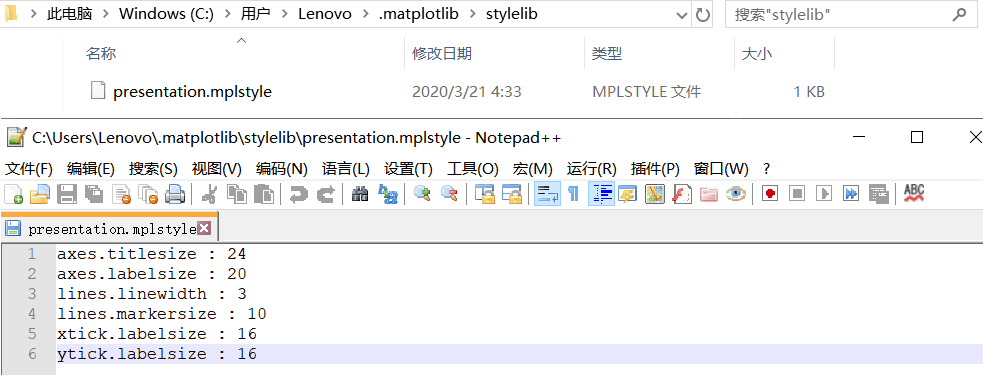 此电脑 > Windows (C:) > 用户 > Lenovo > .matplotlib > stylelib
搜索"stylelib"
名称 修改日期 类型 大小
presentation.mplstyle 2020/3/21 4:33 MPLSTYLE 文件 1 KB
C:\Users\Lenovo\.matplotlib\stylelib\presentation.mplstyle - Notepad++
文件(F) 编辑(E) 搜索(S) 视图(V) 编码(N) 语言(L) 设置(T) 工具(O) 宏(M) 运行(R) 插件(P) 窗口(W) ?
ABC
presentation.mplstyle
1 axes.titlesize : 24
2 axes.labelsize : 20
3 lines.linewidth : 3
4 lines.markersize : 10
5 xtick.labelsize : 16
6 ytick.labelsize : 16